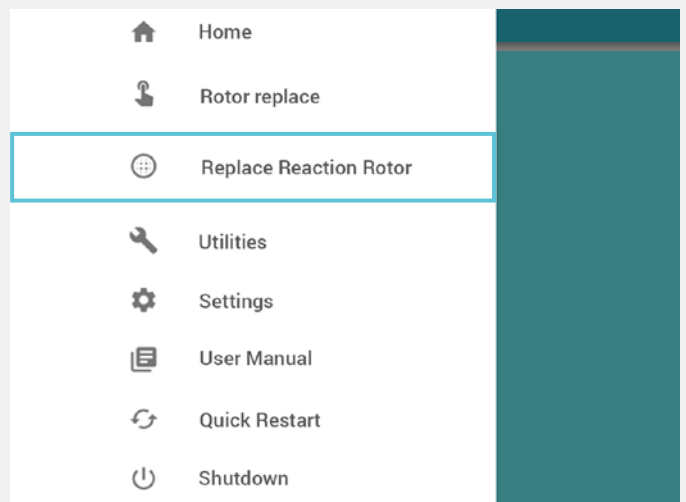 Home
Rotor replace
Replace Reaction Rotor
Utilities
Settings
User Manual
Quick Restart
Shutdown